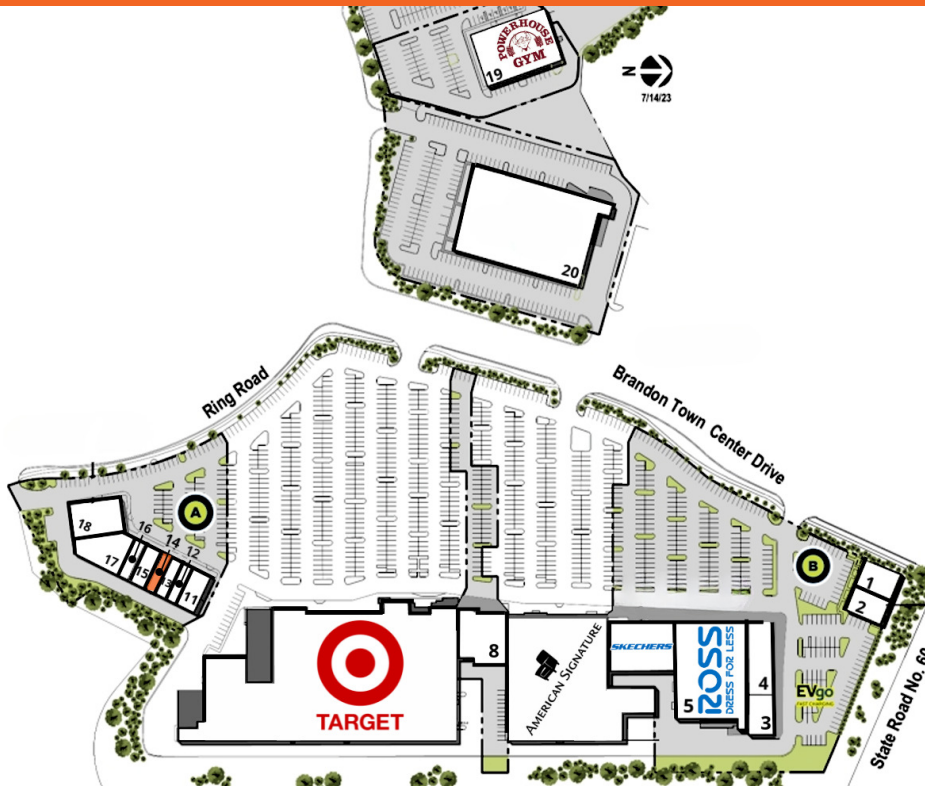 POWERHOUSE
GYM
19
N
7/14/23
20
Ring Road
Brandon Town Center Drive
A
18
16
14
12
17
15
13
11
B
1
2
8
TARGET
AMERICAN SIGNATURE
SKECHERS
ROSS
DRESS FOR LESS
5
4
3
EVgo
FAST CHARGING
State Road No. 60